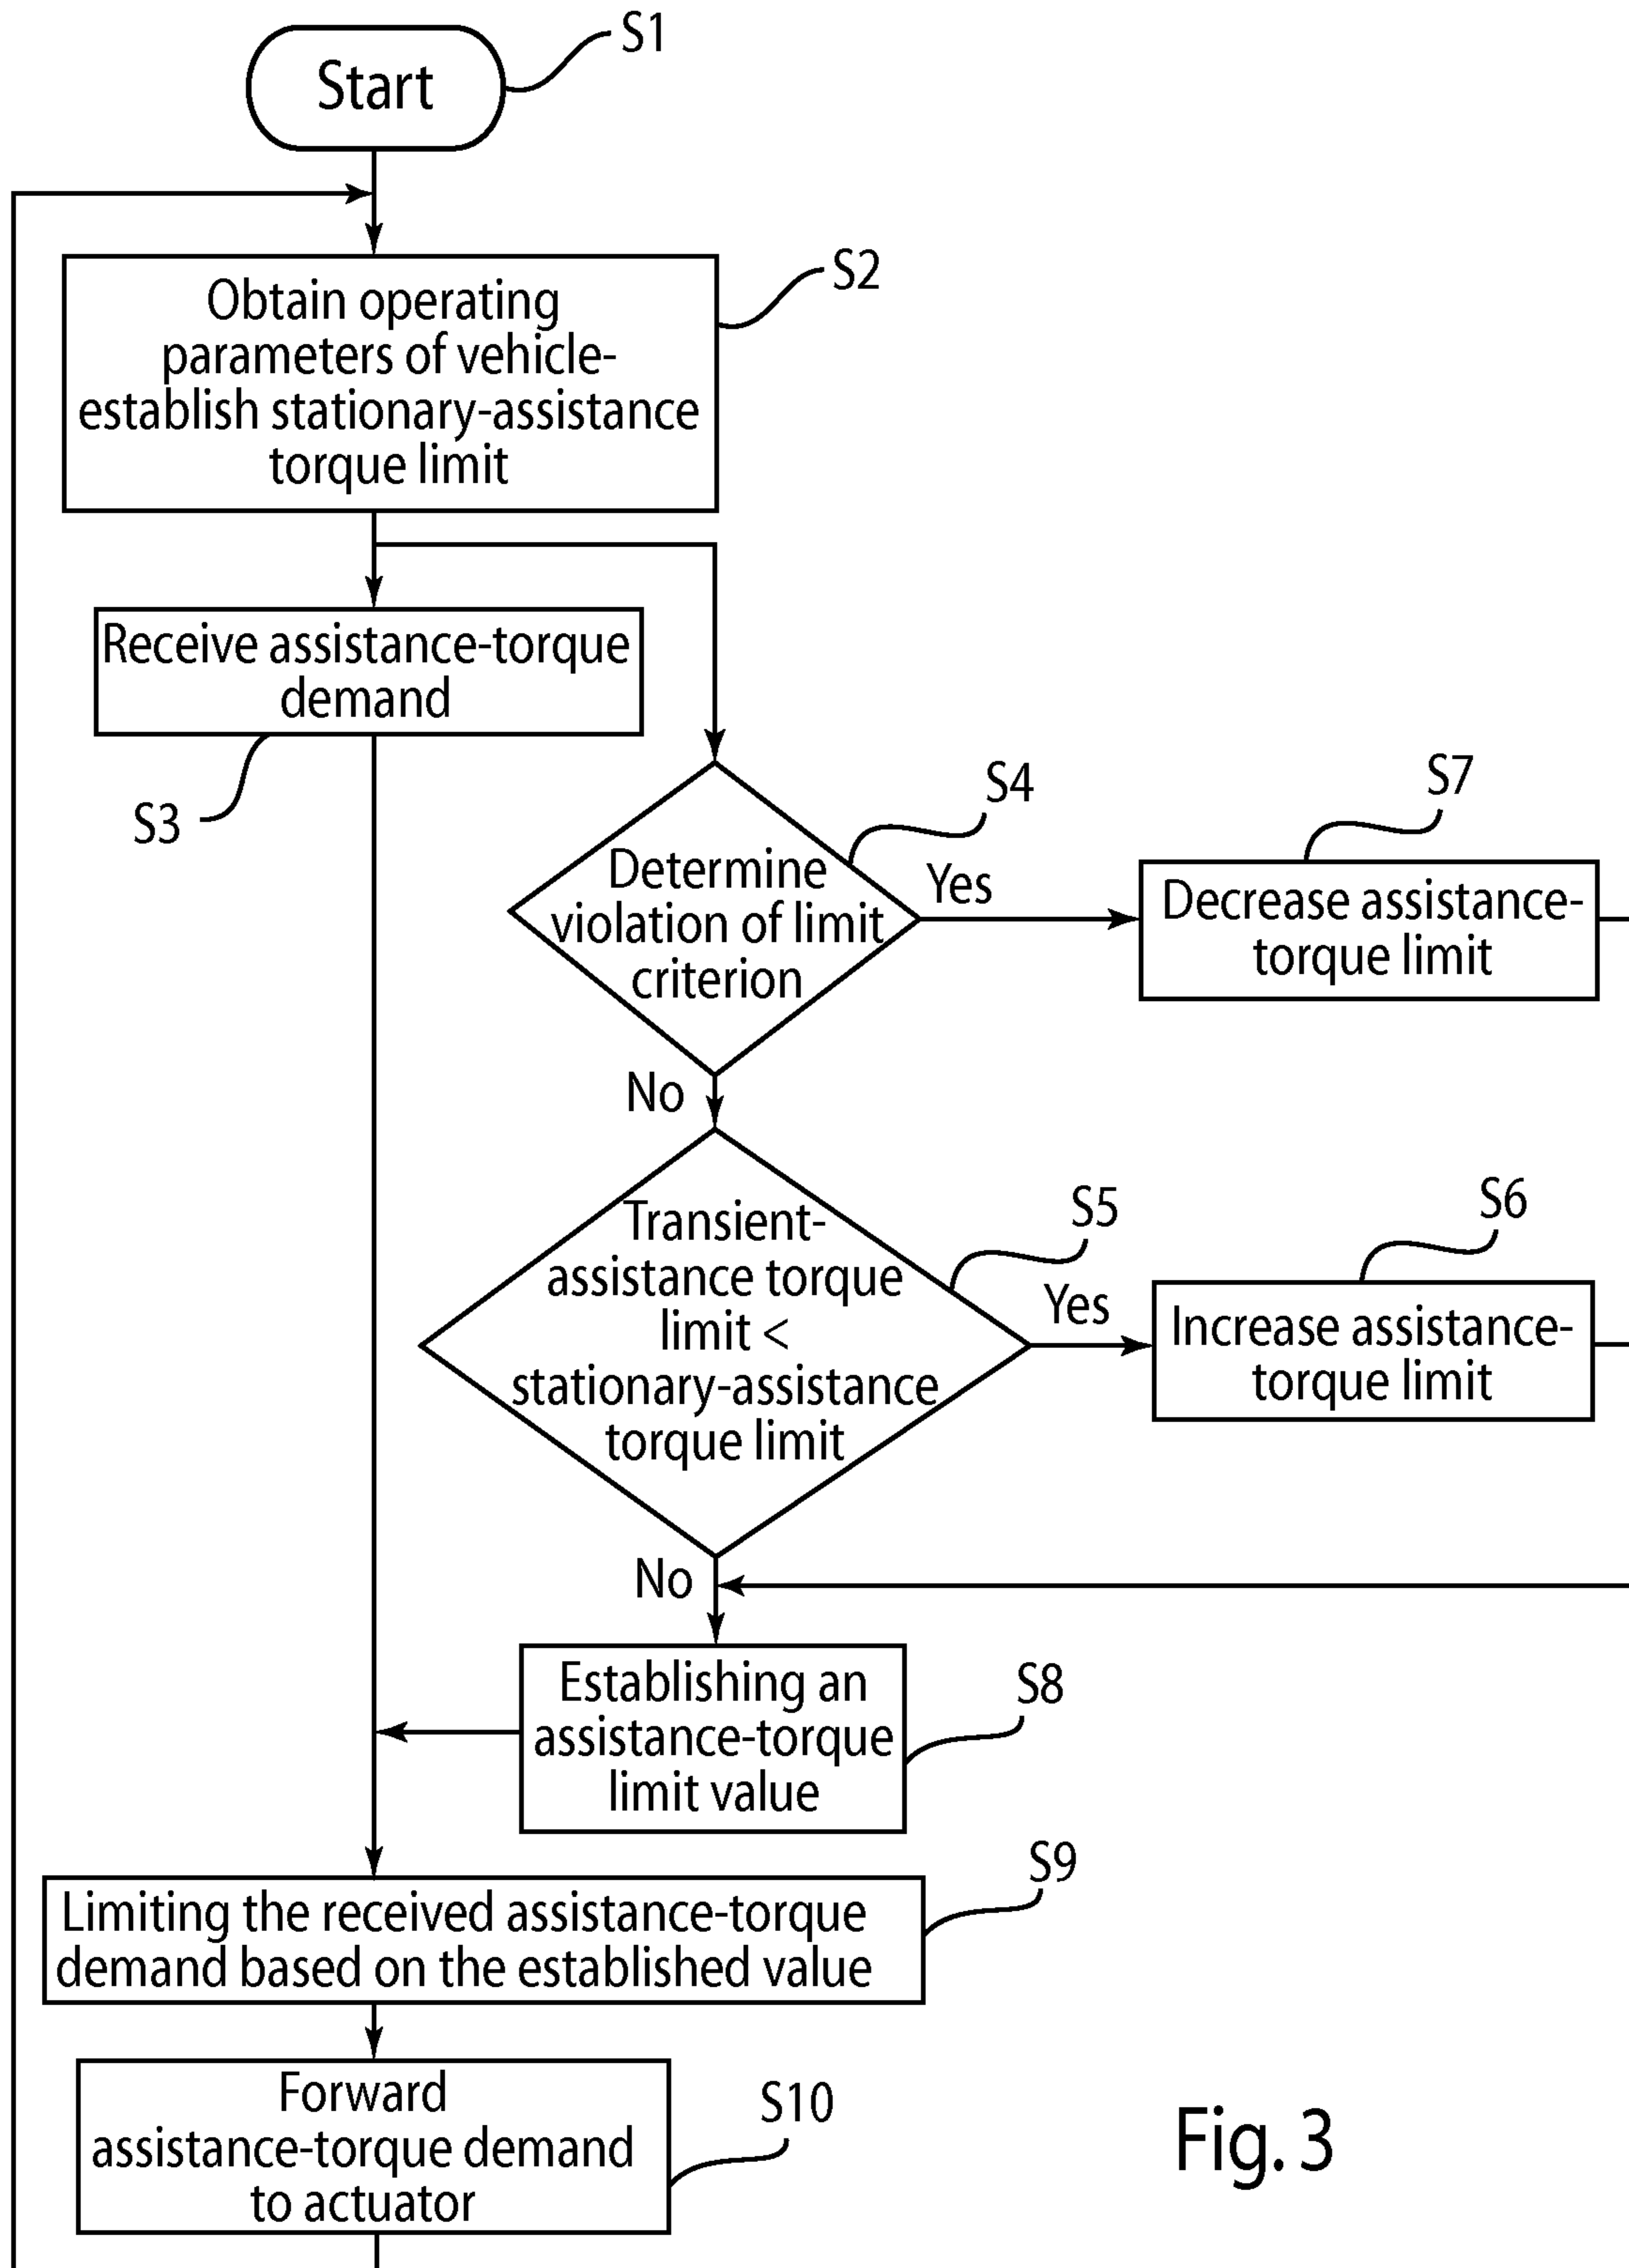 Start
S1
Obtain operating
parameters of vehicle-
establish stationary-assistance
torque limit
S2
Receive assistance-torque
demand
S3
Determine
violation of limit
criterion
S4
Yes
Decrease assistance-
torque limit
S7
No
Transient-
assistance torque
limit <
stationary-assistance
torque limit
S5
Yes
Increase assistance-
torque limit
S6
No
Establishing an
assistance-torque
limit value
S8
Limiting the received assistance-torque
demand based on the established value
S9
Forward
assistance-torque demand
to actuator
S10
Fig. 3